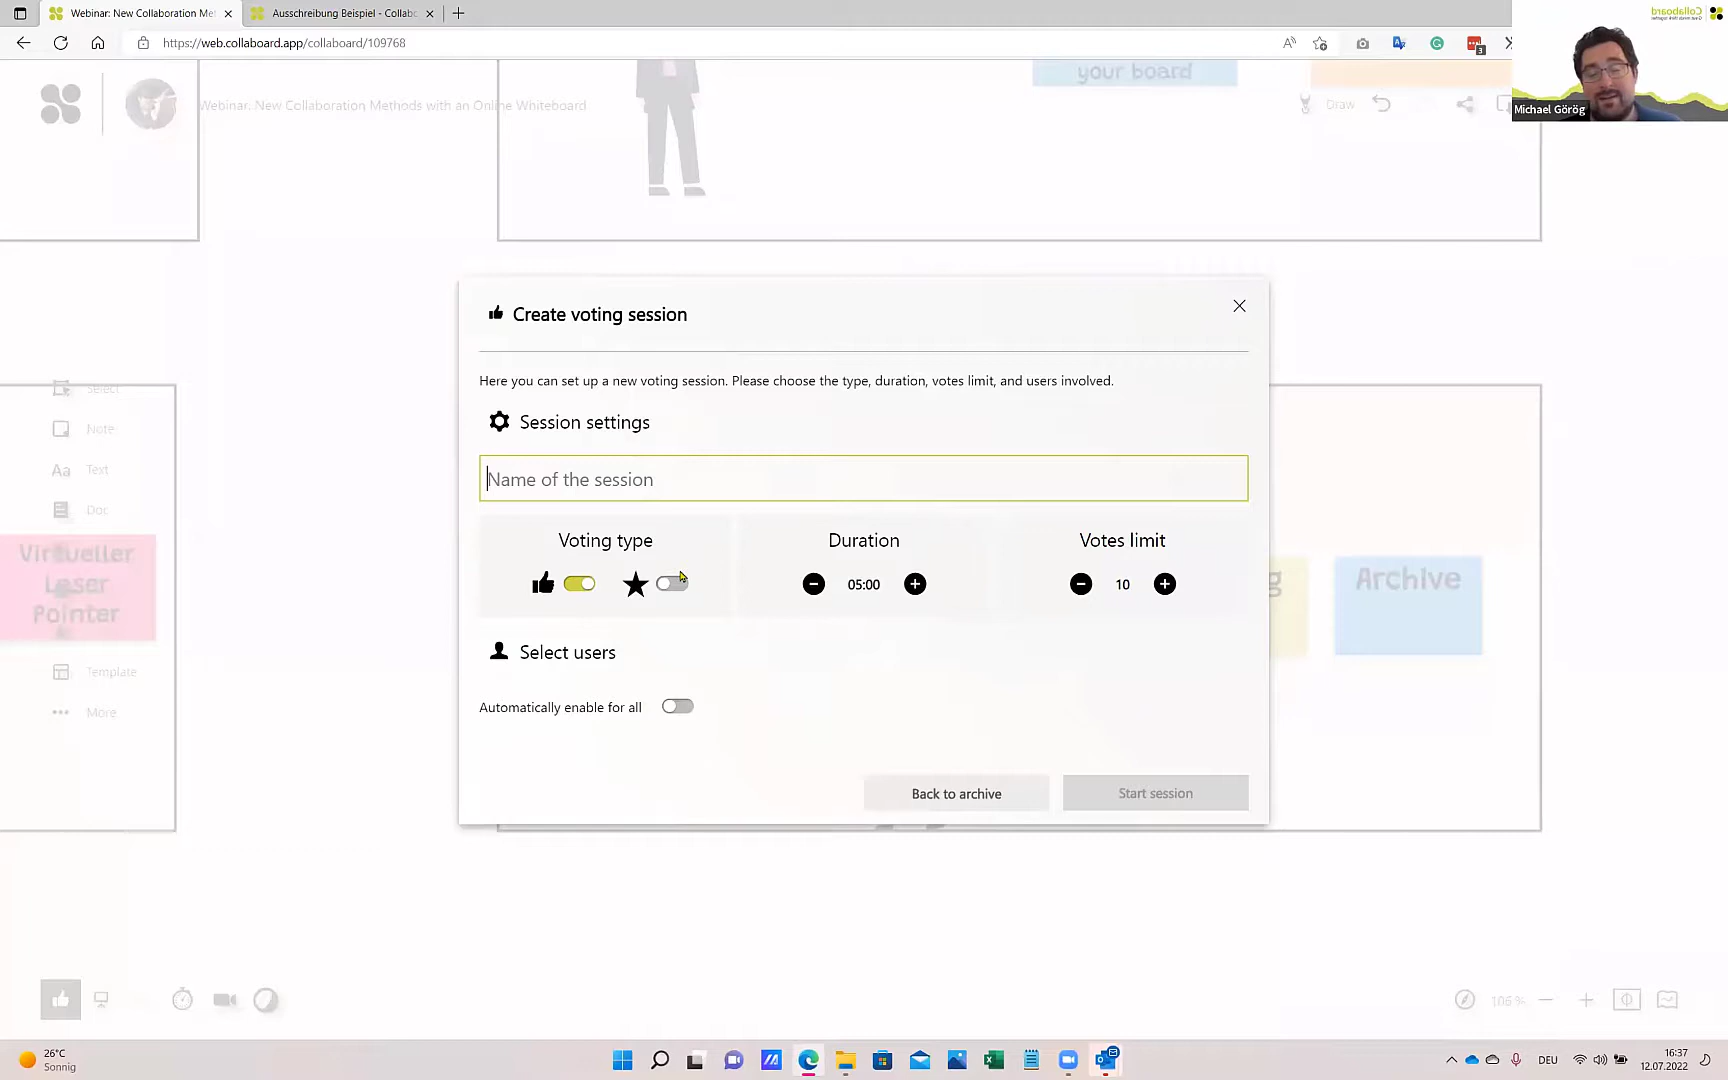 Webinar: New Collaboration Me
Ausschreibung Beispiel - Collabo
https://web.collaboard.app/collaboard/109768
Collaboard
Michael Görög
Webinar: New Collaboration Methods with an Online Whiteboard
your board
Draw
Create voting session
Here you can set up a new voting session. Please choose the type, duration, votes limit, and users involved.
Session settings
Name of the session
Voting type
Duration
Votes limit
05:00
10
Select users
Automatically enable for all
Back to archive
Start session
Select
Note
Aa Text
Doc
Virtueller
Laser
Pointer
Template
More
g
Archive
106 %
26°C
Sonnig
DEU
16:37
12.07.2022